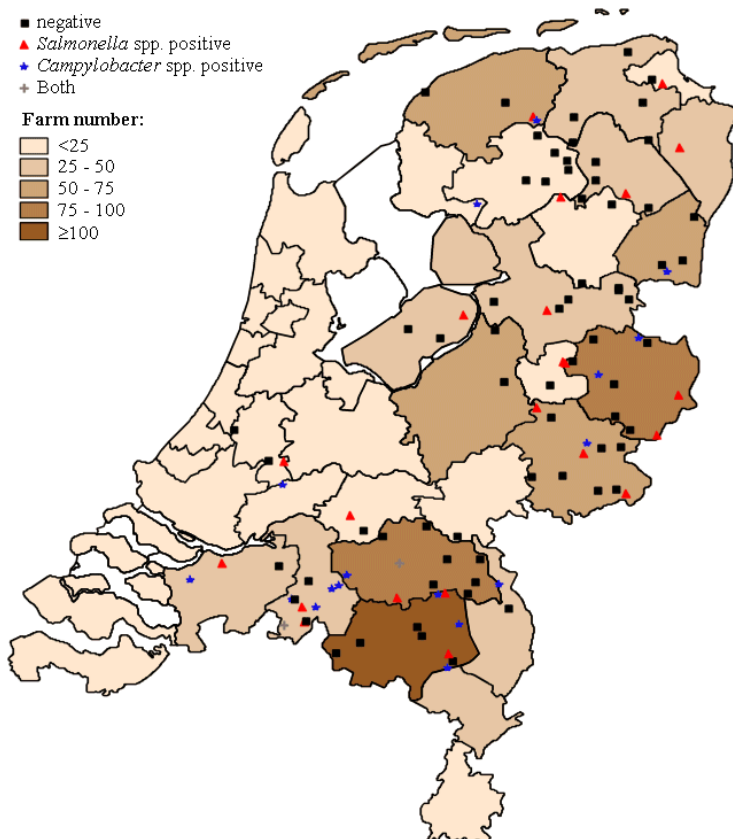 negative
Salmonella spp. positive
Campylobacter spp. positive
Both
Farm number:
<25
25 - 50
50 - 75
75 - 100
≥100